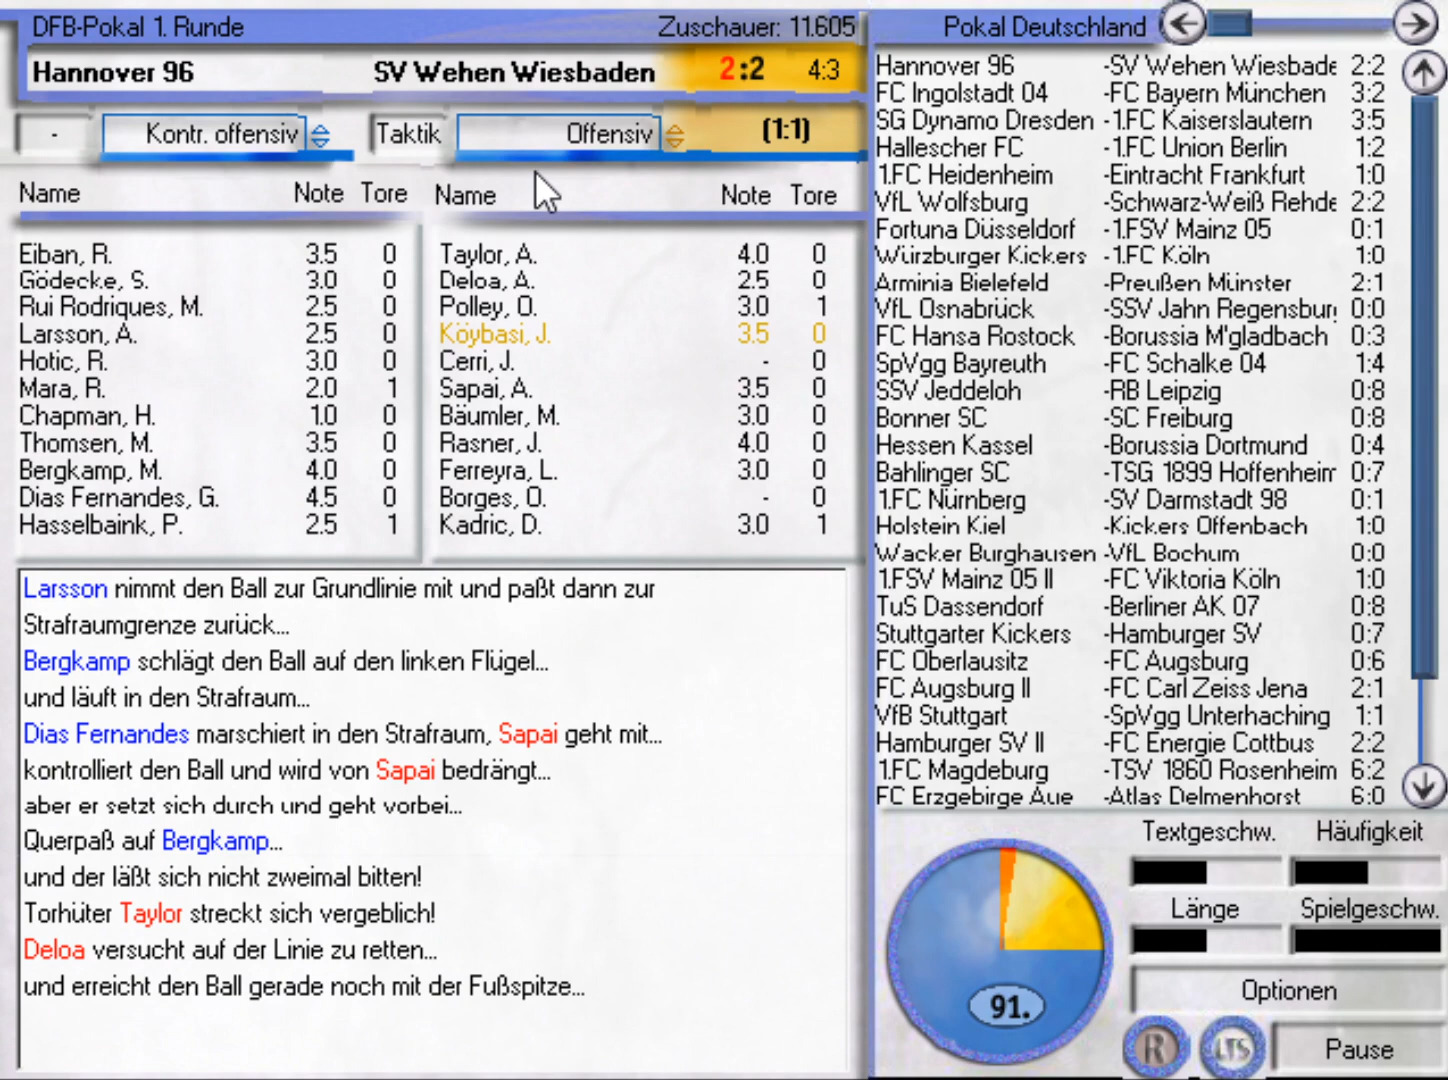 DFB-Pokal 1. Runde Zuschauer: 11.605
Hannover 96 SV Wehen Wiesbaden 2:2 4:3
- Kontr. offensiv Taktik Offensiv (1:1)
Name Note Tore Name Note Tore
Eiban, R. 3.5 0 Taylor, A. 4.0 0
Gödecke, S. 3.0 0 Deloa, A. 2.5 0
Rui Rodriques, M. 2.5 0 Polley, O. 3.0 1
Larsson, A. 2.5 0 Köybasi, J. 3.5 0
Hotic, R. 3.0 0 Cerri, J. - 0
Mara, R. 2.0 1 Sapai, A. 3.5 0
Chapman, H. 1.0 0 Bäumler, M. 3.0 0
Thomsen, M. 3.5 0 Rasner, J. 4.0 0
Bergkamp, M. 4.0 0 Ferreyra, L. 3.0 0
Dias Fernandes, G. 4.5 0 Borges, O. - 0
Hasselbaink, P. 2.5 1 Kadric, D. 3.0 1
Larsson nimmt den Ball zur Grundlinie mit und paßt dann zur
Strafraumgrenze zurück...
Bergkamp schlägt den Ball auf den linken Flügel...
und läuft in den Strafraum...
Dias Fernandes marschiert in den Strafraum, Sapai geht mit...
kontrolliert den Ball und wird von Sapai bedrängt...
aber er setzt sich durch und geht vorbei...
Querpaß auf Bergkamp...
und der läßt sich nicht zweimal bitten!
Torhüter Taylor streckt sich vergeblich!
Deloa versucht auf der Linie zu retten...
und erreicht den Ball gerade noch mit der Fußspitze...
Pokal Deutschland
Hannover 96 -SV Wehen Wiesbade 2:2
FC Ingolstadt 04 -FC Bayern München 3:2
SG Dynamo Dresden -1.FC Kaiserslautern 3:5
Hallescher FC -1.FC Union Berlin 1:2
1.FC Heidenheim -Eintracht Frankfurt 1:0
VfL Wolfsburg -Schwarz-Weiß Rehde 2:2
Fortuna Düsseldorf -1.FSV Mainz 05 0:1
Würzburger Kickers -1.FC Köln 1:0
Arminia Bielefeld -Preußen Münster 2:1
VfL Osnabrück -SSV Jahn Regensburg 0:0
FC Hansa Rostock -Borussia M'gladbach 0:3
SpVgg Bayreuth -FC Schalke 04 1:4
SSV Jeddeloh -RB Leipzig 0:8
Bonner SC -SC Freiburg 0:8
Hessen Kassel -Borussia Dortmund 0:4
Bahlinger SC -TSG 1899 Hoffenheim 0:7
1.FC Nürnberg -SV Darmstadt 98 0:1
Holstein Kiel -Kickers Offenbach 1:0
Wacker Burghausen -VfL Bochum 0:0
1.FSV Mainz 05 II -FC Viktoria Köln 1:0
TuS Dassendorf -Berliner AK 07 0:8
Stuttgarter Kickers -Hamburger SV 0:7
FC Oberlausitz -FC Augsburg 0:6
FC Augsburg II -FC Carl Zeiss Jena 2:1
VfB Stuttgart -SpVgg Unterhaching 1:1
Hamburger SV II -FC Energie Cottbus 2:2
1.FC Magdeburg -TSV 1860 Rosenheim 6:2
FC Erzgebirge Aue -Atlas Delmenhorst 6:0
Textgeschw. Häufigkeit
Länge Spielgeschw.
91.
Optionen
R LTS Pause